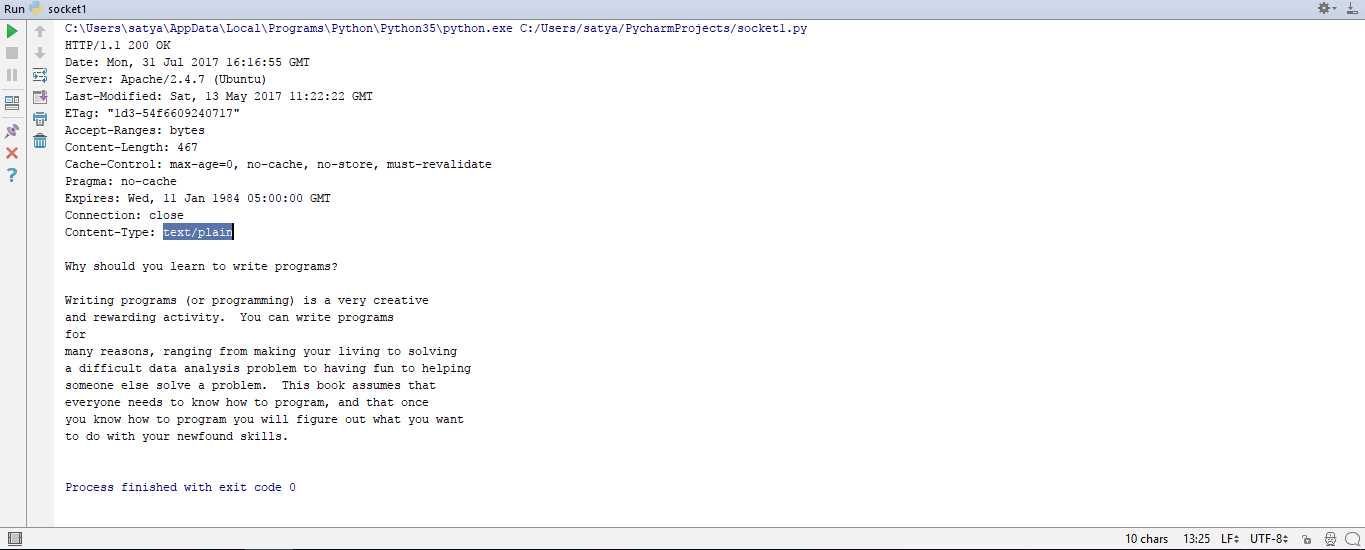 Run socket1
C:\Users\satya\AppData\Local\Programs\Python\Python35\python.exe C:/Users/satya/PycharmProjects/socket1.py
HTTP/1.1 200 OK
Date: Mon, 31 Jul 2017 16:16:55 GMT
Server: Apache/2.4.7 (Ubuntu)
Last-Modified: Sat, 13 May 2017 11:22:22 GMT
ETag: "1d3-54f6609240717"
Accept-Ranges: bytes
Content-Length: 467
Cache-Control: max-age=0, no-cache, no-store, must-revalidate
Pragma: no-cache
Expires: Wed, 11 Jan 1984 05:00:00 GMT
Connection: close
Content-Type: text/plain
Why should you learn to write programs?
Writing programs (or programming) is a very creative
and rewarding activity.  You can write programs
for
many reasons, ranging from making your living to solving
a difficult data analysis problem to having fun to helping
someone else solve a problem.  This book assumes that
everyone needs to know how to program, and that once
you know how to program you will figure out what you want
to do with your newfound skills.
Process finished with exit code 0
10 chars 13:25 LF UTF-8